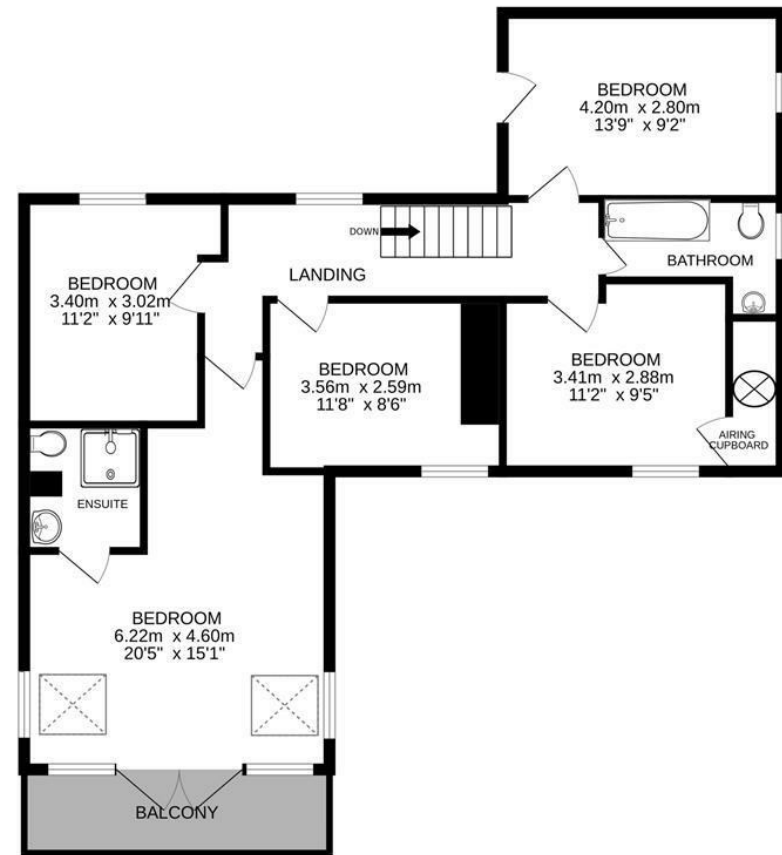 BEDROOM
4.20m x 2.80m
13'9" x 9'2"
DOWN
LANDING
BATHROOM
BEDROOM
3.40m x 3.02m
11'2" x 9'11"
BEDROOM
3.56m x 2.59m
11'8" x 8'6"
BEDROOM
3.41m x 2.88m
11'2" x 9'5"
AIRING
CUPBOARD
ENSUITE
BEDROOM
6.22m x 4.60m
20'5" x 15'1"
BALCONY